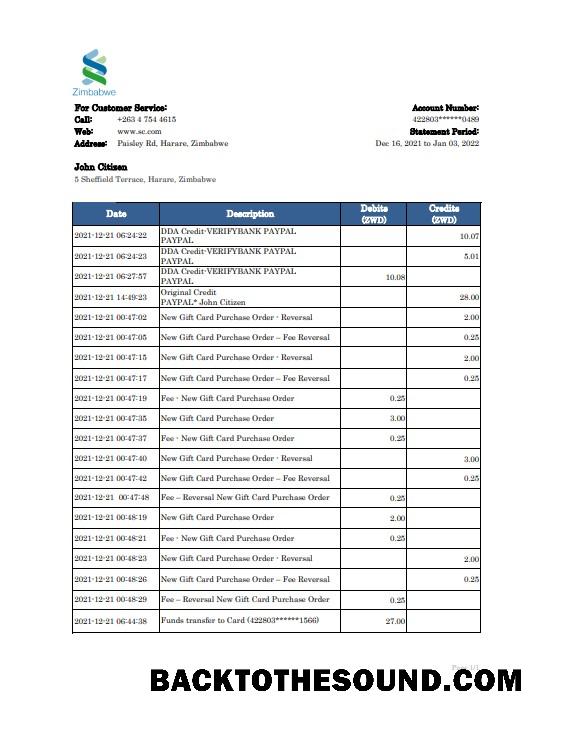 Zimbabwe
For Customer Service: Account Number:
Call: +263 4 754 4615 422803******0489
Web: www.sc.com Statement Period:
Address: Paisley Rd, Harare, Zimbabwe Dec 16, 2021 to Jan 03, 2022
John Citizen
5 Sheffield Terrace, Harare, Zimbabwe
Date Description Debits (ZWD) Credits (ZWD)
2021-12-21 06:24:22 DDA Credit-VERIFYBANK PAYPAL PAYPAL 10.07
2021-12-21 06:24:23 DDA Credit-VERIFYBANK PAYPAL PAYPAL 5.01
2021-12-21 06:27:57 DDA Credit-VERIFYBANK PAYPAL PAYPAL 10.08
2021-12-21 14:49:23 Original Credit PAYPAL* John Citizen 28.00
2021-12-21 00:47:02 New Gift Card Purchase Order - Reversal 2.00
2021-12-21 00:47:05 New Gift Card Purchase Order – Fee Reversal 0.25
2021-12-21 00:47:15 New Gift Card Purchase Order - Reversal 2.00
2021-12-21 00:47:17 New Gift Card Purchase Order – Fee Reversal 0.25
2021-12-21 00:47:19 Fee - New Gift Card Purchase Order 0.25
2021-12-21 00:47:35 New Gift Card Purchase Order 3.00
2021-12-21 00:47:37 Fee - New Gift Card Purchase Order 0.25
2021-12-21 00:47:40 New Gift Card Purchase Order - Reversal 3.00
2021-12-21 00:47:42 New Gift Card Purchase Order – Fee Reversal 0.25
2021-12-21 00:47:48 Fee – Reversal New Gift Card Purchase Order 0.25
2021-12-21 00:48:19 New Gift Card Purchase Order 2.00
2021-12-21 00:48:21 Fee - New Gift Card Purchase Order 0.25
2021-12-21 00:48:23 New Gift Card Purchase Order - Reversal 2.00
2021-12-21 00:48:26 New Gift Card Purchase Order – Fee Reversal 0.25
2021-12-21 00:48:29 Fee – Reversal New Gift Card Purchase Order 0.25
2021-12-21 06:44:38 Funds transfer to Card (422803******1566) 27.00
BACKTOTHESOUND.COM